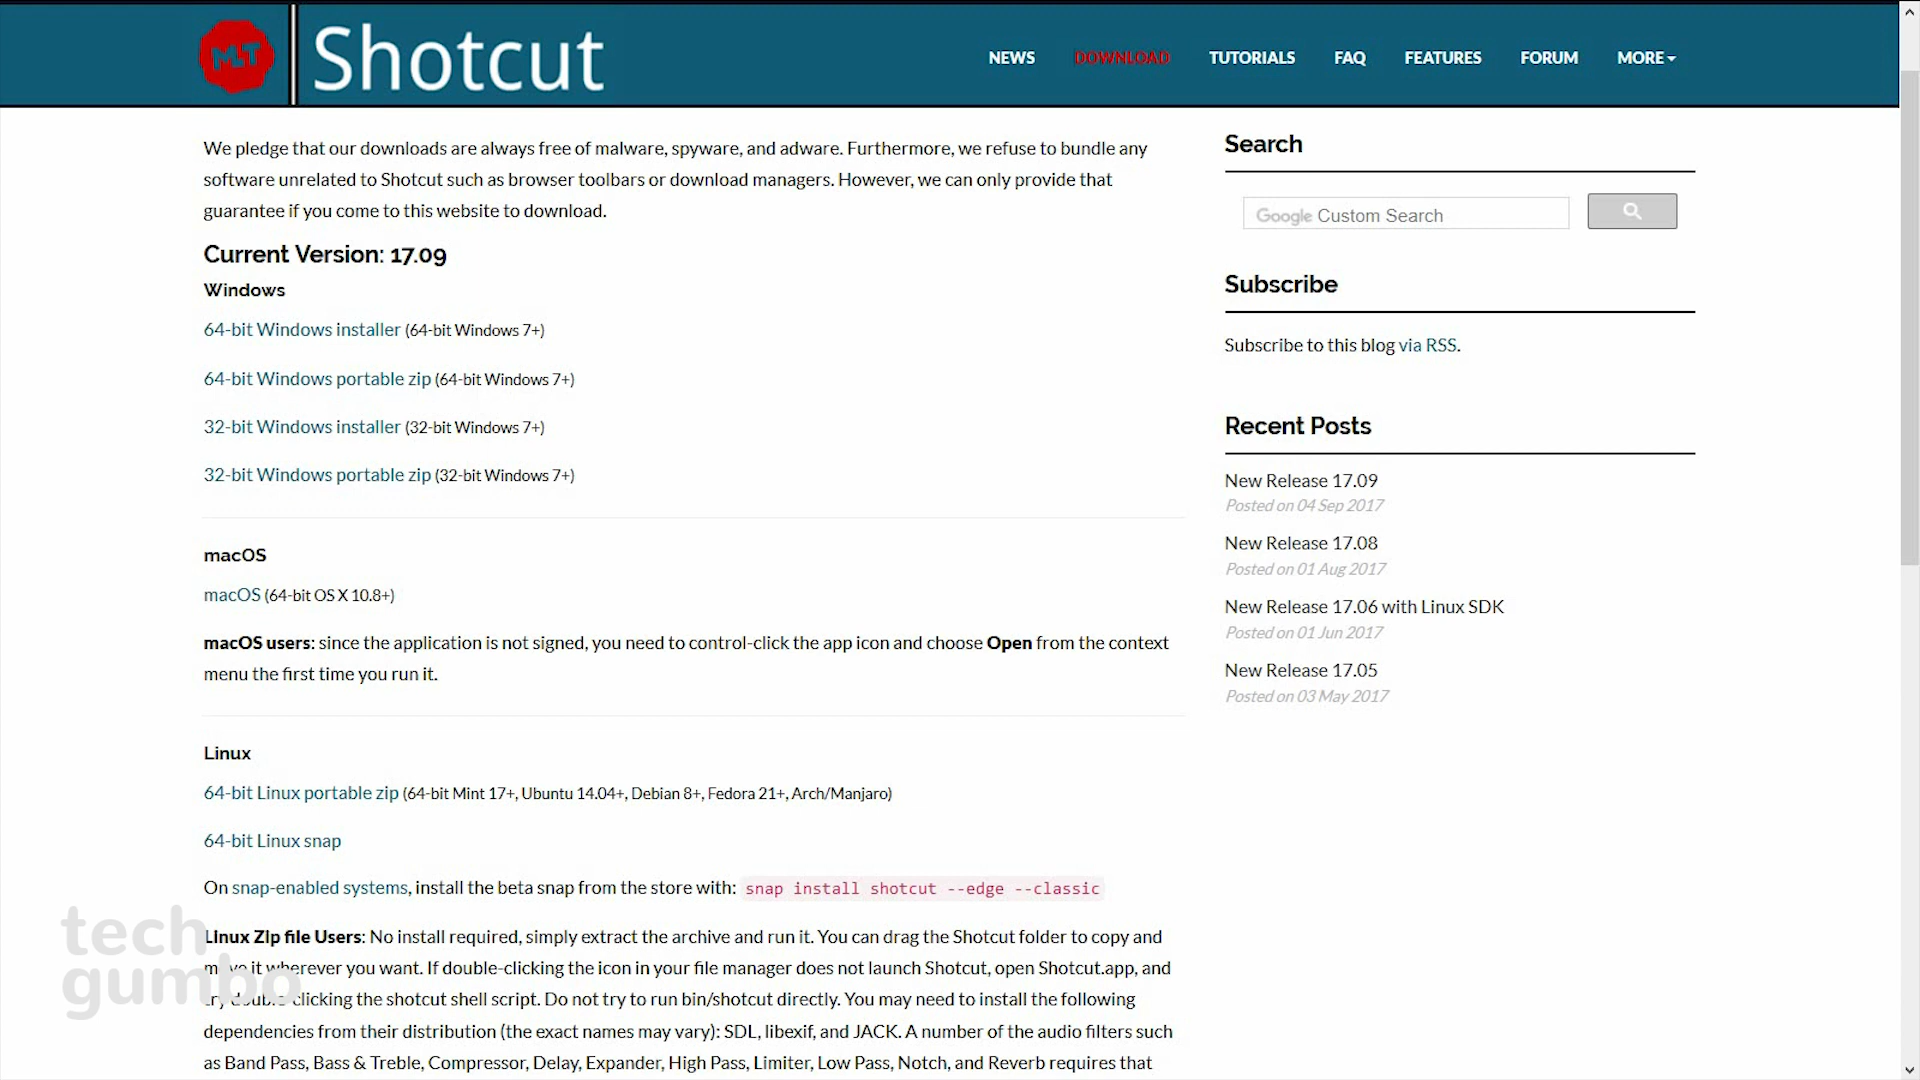 MLT
Shotcut
NEWS DOWNLOAD TUTORIALS FAQ FEATURES FORUM MORE
We pledge that our downloads are always free of malware, spyware, and adware. Furthermore, we refuse to bundle any
software unrelated to Shotcut such as browser toolbars or download managers. However, we can only provide that
guarantee if you come to this website to download.
Current Version: 17.09
Windows
64-bit Windows installer (64-bit Windows 7+)
64-bit Windows portable zip (64-bit Windows 7+)
32-bit Windows installer (32-bit Windows 7+)
32-bit Windows portable zip (32-bit Windows 7+)
macOS
macOS (64-bit OS X 10.8+)
macOS users: since the application is not signed, you need to control-click the app icon and choose Open from the context
menu the first time you run it.
Linux
64-bit Linux portable zip (64-bit Mint 17+, Ubuntu 14.04+, Debian 8+, Fedora 21+, Arch/Manjaro)
64-bit Linux snap
On snap-enabled systems, install the beta snap from the store with: snap install shotcut --edge --classic
Linux Zip file Users: No install required, simply extract the archive and run it. You can drag the Shotcut folder to copy and
move it wherever you want. If double-clicking the icon in your file manager does not launch Shotcut, open Shotcut.app, and
try double-clicking the shotcut shell script. Do not try to run bin/shotcut directly. You may need to install the following
dependencies from their distribution (the exact names may vary): SDL, libexif, and JACK. A number of the audio filters such
as Band Pass, Bass & Treble, Compressor, Delay, Expander, High Pass, Limiter, Low Pass, Notch, and Reverb requires that
Search
Google Custom Search
Subscribe
Subscribe to this blog via RSS.
Recent Posts
New Release 17.09
Posted on 04 Sep 2017
New Release 17.08
Posted on 01 Aug 2017
New Release 17.06 with Linux SDK
Posted on 01 Jun 2017
New Release 17.05
Posted on 03 May 2017
tech
gumbo